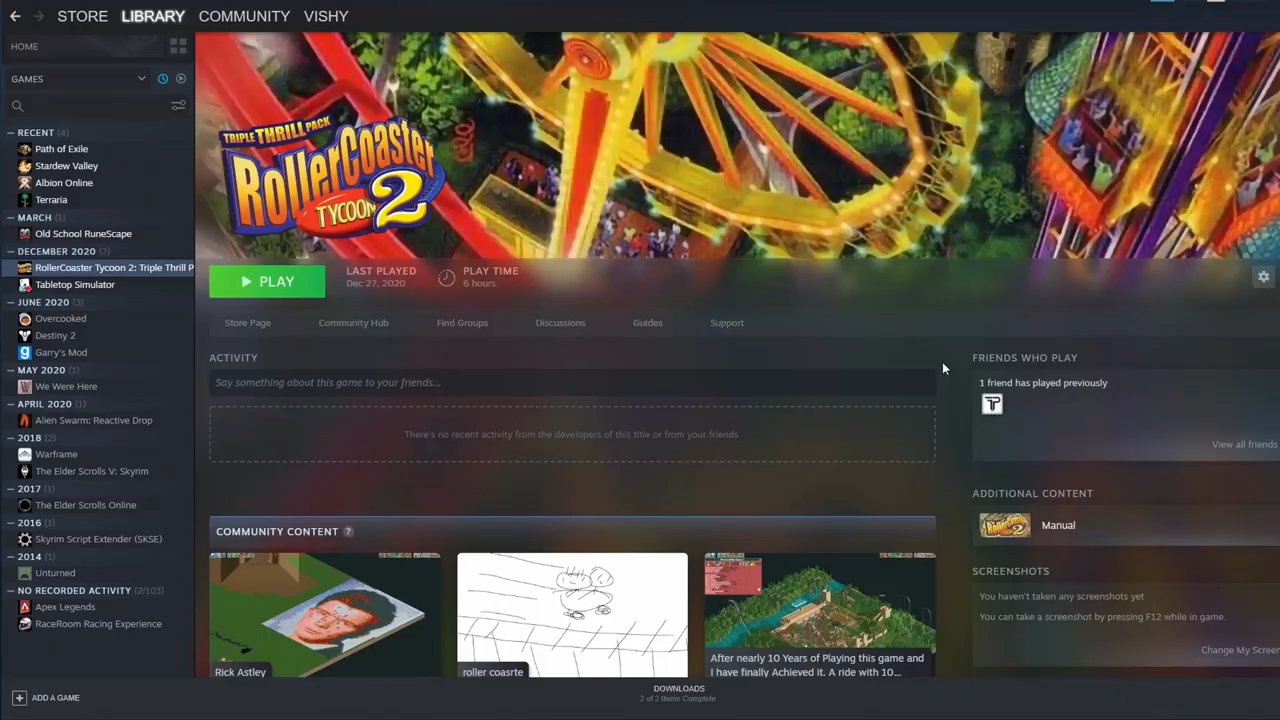 STORE LIBRARY COMMUNITY VISHY
HOME
GAMES
RECENT (4)
Path of Exile
Stardew Valley
Albion Online
Terraria
MARCH (1)
Old School RuneScape
DECEMBER 2020 (2)
RollerCoaster Tycoon 2: Triple Thrill P
Tabletop Simulator
JUNE 2020 (3)
Overcooked
Destiny 2
Garry's Mod
MAY 2020 (1)
We Were Here
APRIL 2020 (1)
Alien Swarm: Reactive Drop
2018 (2)
Warframe
The Elder Scrolls V: Skyrim
2017 (1)
The Elder Scrolls Online
2016 (1)
Skyrim Script Extender (SKSE)
2014 (1)
Unturned
NO RECORDED ACTIVITY (2/103)
Apex Legends
RaceRoom Racing Experience
+ ADD A GAME
TRIPLE THRILL PACK
RollerCoaster
TYCOON 2
PLAY
LAST PLAYED
Dec 27, 2020
PLAY TIME
6 hours
Store Page Community Hub Find Groups Discussions Guides Support
ACTIVITY
Say something about this game to your friends...
There's no recent activity from the developers of this title or from your friends.
COMMUNITY CONTENT ?
Rick Astley
roller coasrte
After nearly 10 Years of Playing this game and
I have finally Achieved it. A ride with 10...
FRIENDS WHO PLAY
1 friend has played previously
View all friends
ADDITIONAL CONTENT
Manual
SCREENSHOTS
You haven't taken any screenshots yet
You can take a screenshot by pressing F12 while in game.
Change My Screen
DOWNLOADS
2 of 2 Items Complete